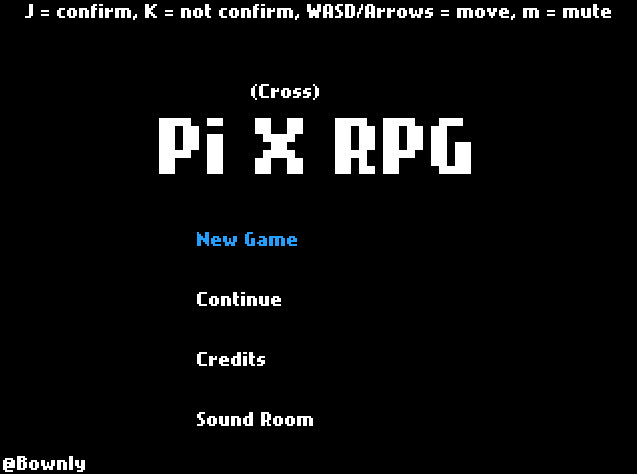 J = confirm, K = not confirm, WASD/Arrows = move, m = mute
(Cross)
Pi X RPG
New Game
Continue
Credits
Sound Room
@Bownly